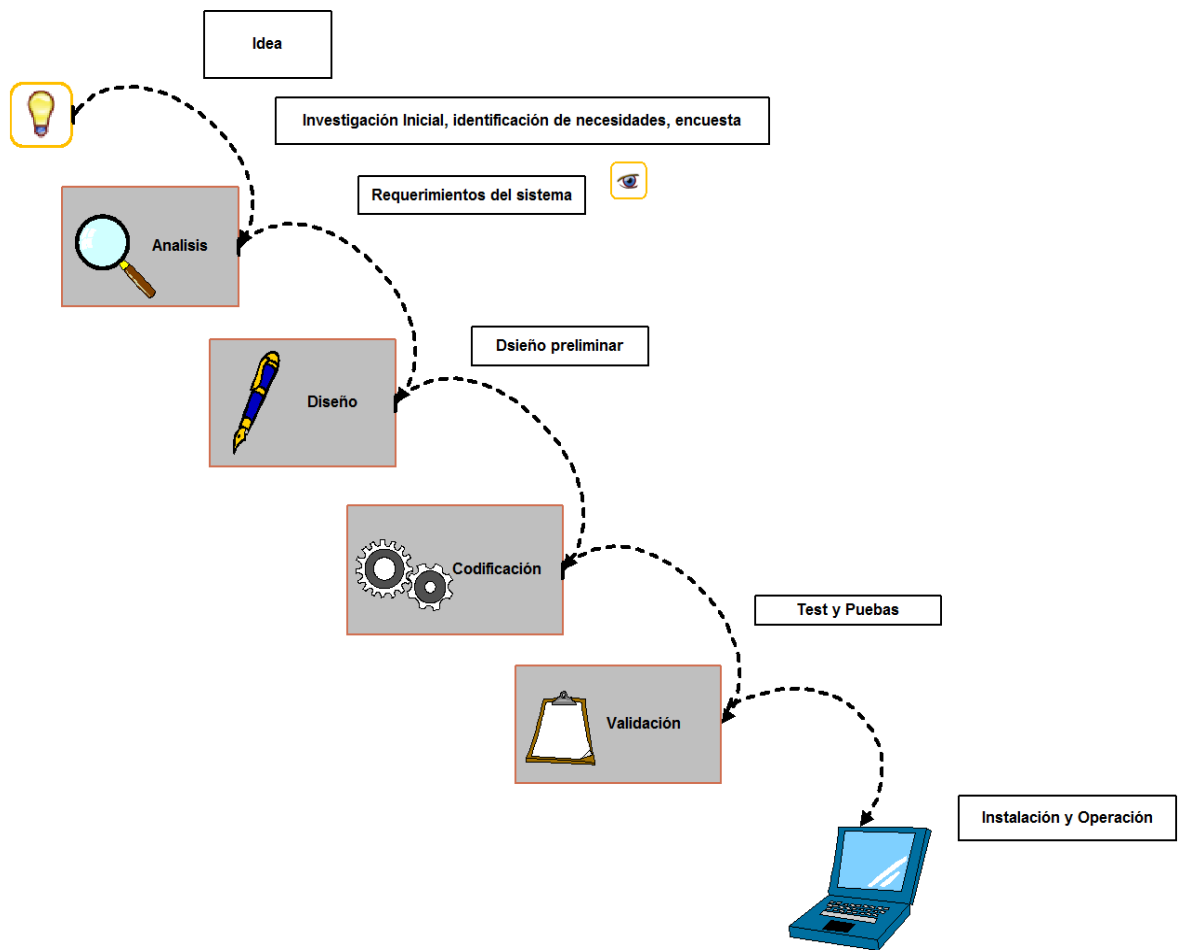 Idea
Investigación Inicial, identificación de necesidades, encuesta
Requerimientos del sistema
Analisis
Dsieño preliminar
Diseño
Codificación
Test y Puebas
Validación
Instalación y Operación